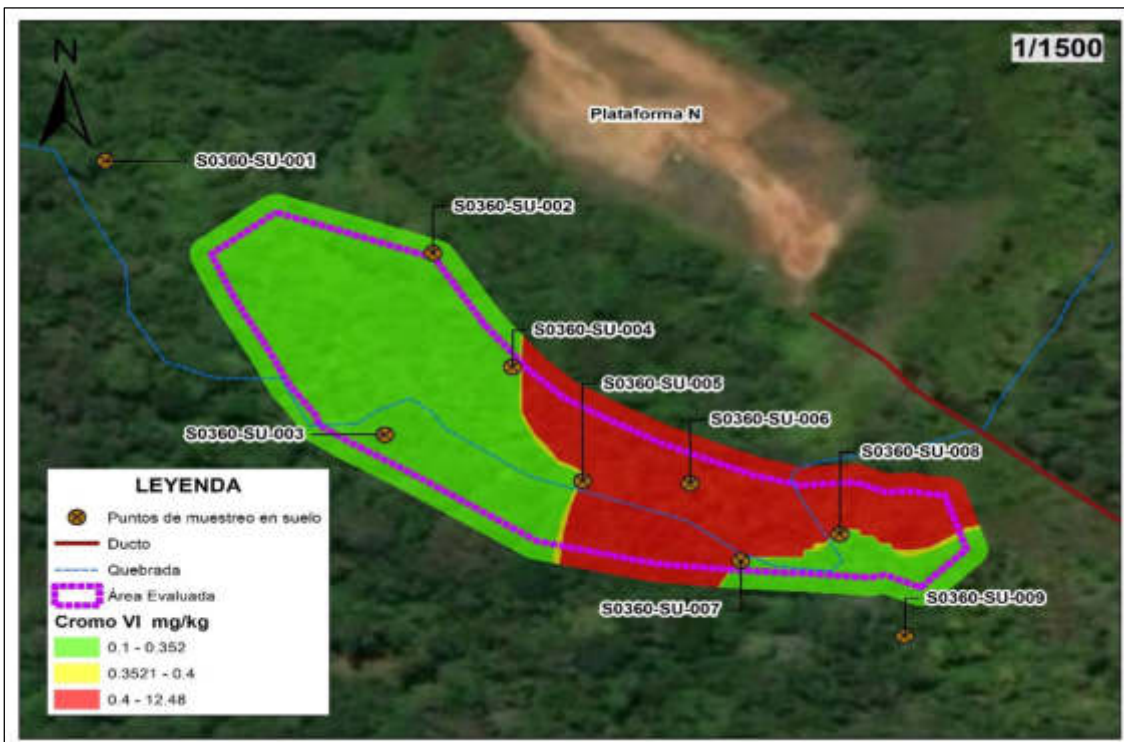 N
1/1500
Plataforma N
S0360-SU-001
S0360-SU-002
S0360-SU-004
S0360-SU-005
S0360-SU-006
S0360-SU-003
S0360-SU-008
S0360-SU-007
S0360-SU-009
LEYENDA
Puntos de muestreo en suelo
Ducto
Quebrada
Área Evaluada
Cromo VI mg/kg
0.1 - 0.352
0.3521 - 0.4
0.4 - 12.48